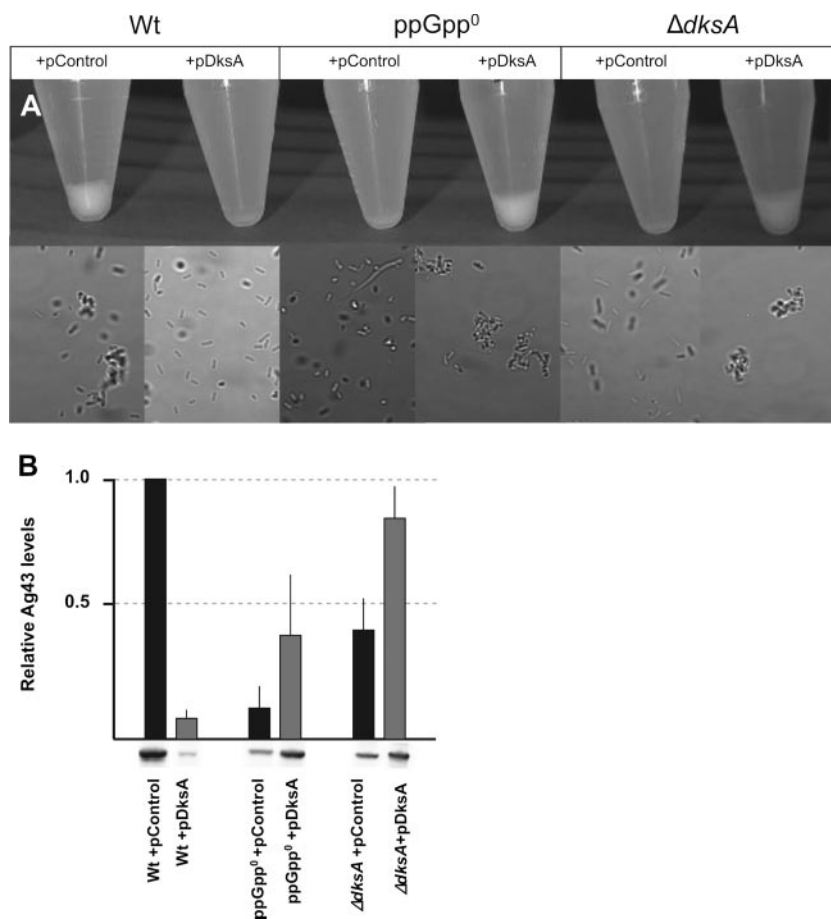 Wt ppGpp⁰ ΔdksA
+pControl +pDksA +pControl +pDksA +pControl +pDksA
A
B
1.0
0.5
Relative Ag43 levels
Wt +pControl
Wt +pDksA
ppGpp⁰ +pControl
ppGpp⁰ +pDksA
ΔdksA +pControl
ΔdksA+pDksA